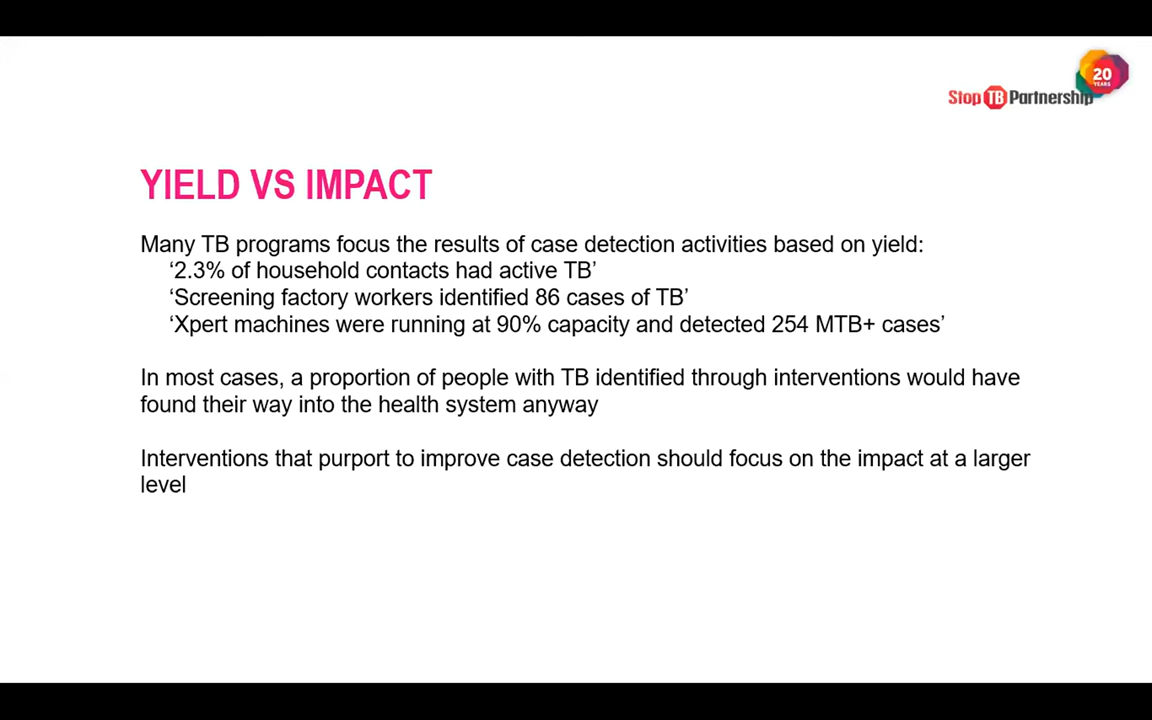 20
YEARS
Stop TB Partnership
YIELD VS IMPACT
Many TB programs focus the results of case detection activities based on yield:
‘2.3% of household contacts had active TB’
‘Screening factory workers identified 86 cases of TB’
‘Xpert machines were running at 90% capacity and detected 254 MTB+ cases’
In most cases, a proportion of people with TB identified through interventions would have
found their way into the health system anyway
Interventions that purport to improve case detection should focus on the impact at a larger
level